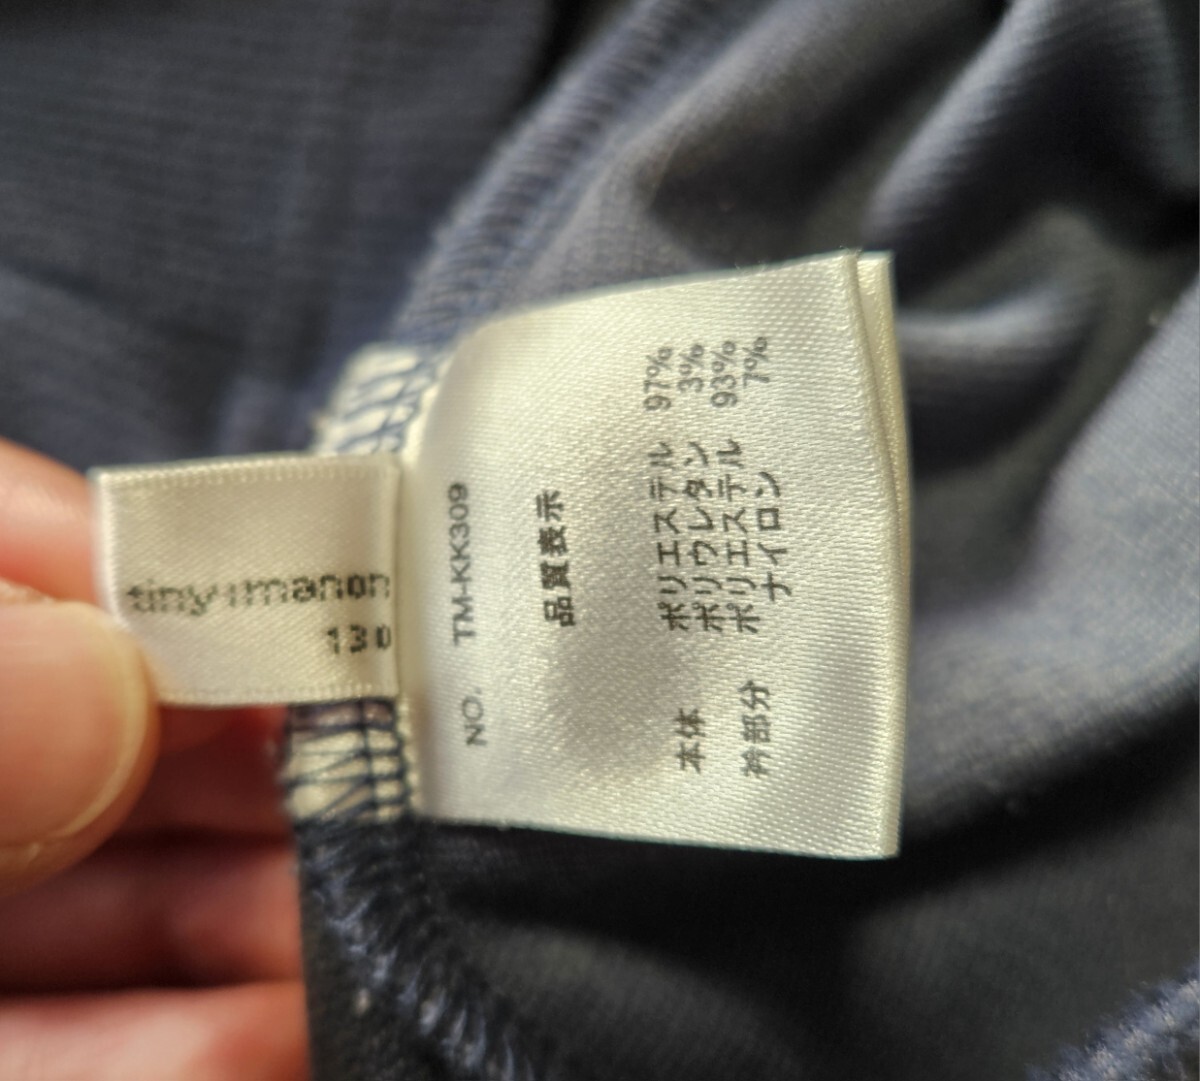 tiny+manon
130
NO. TM-KK309
品質表示
本体 ポリエステル 97%
ポリウレタン 3%
衿部分 ポリエステル 93%
ナイロン 7%